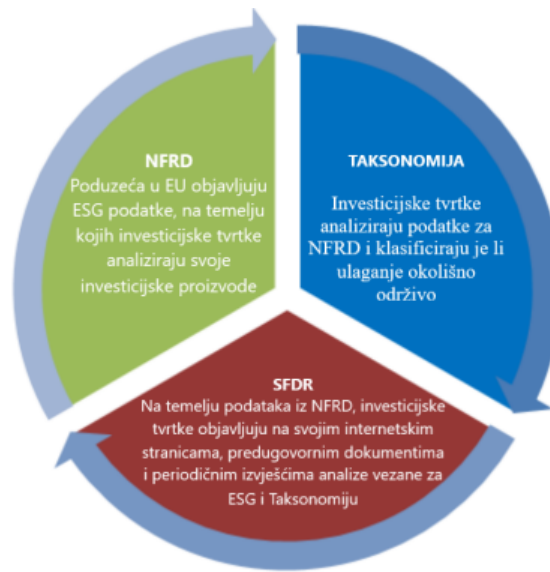 NFRD
Poduzeća u EU objavljuju
ESG podatke, na temelju
kojih investicijske tvrtke
analiziraju svoje
investicijske proizvode
TAKSONOMIJA
Investicijske tvrtke
analiziraju podatke za
NFRD i klasificiraju je li
ulaganje okolišno
održivo
SFDR
Na temelju podataka iz NFRD, investicijske
tvrtke objavljuju na svojim internetskim
stranicama, predugovornim dokumentima
i periodičnim izvješćima analize vezane za
ESG i Taksonomiju